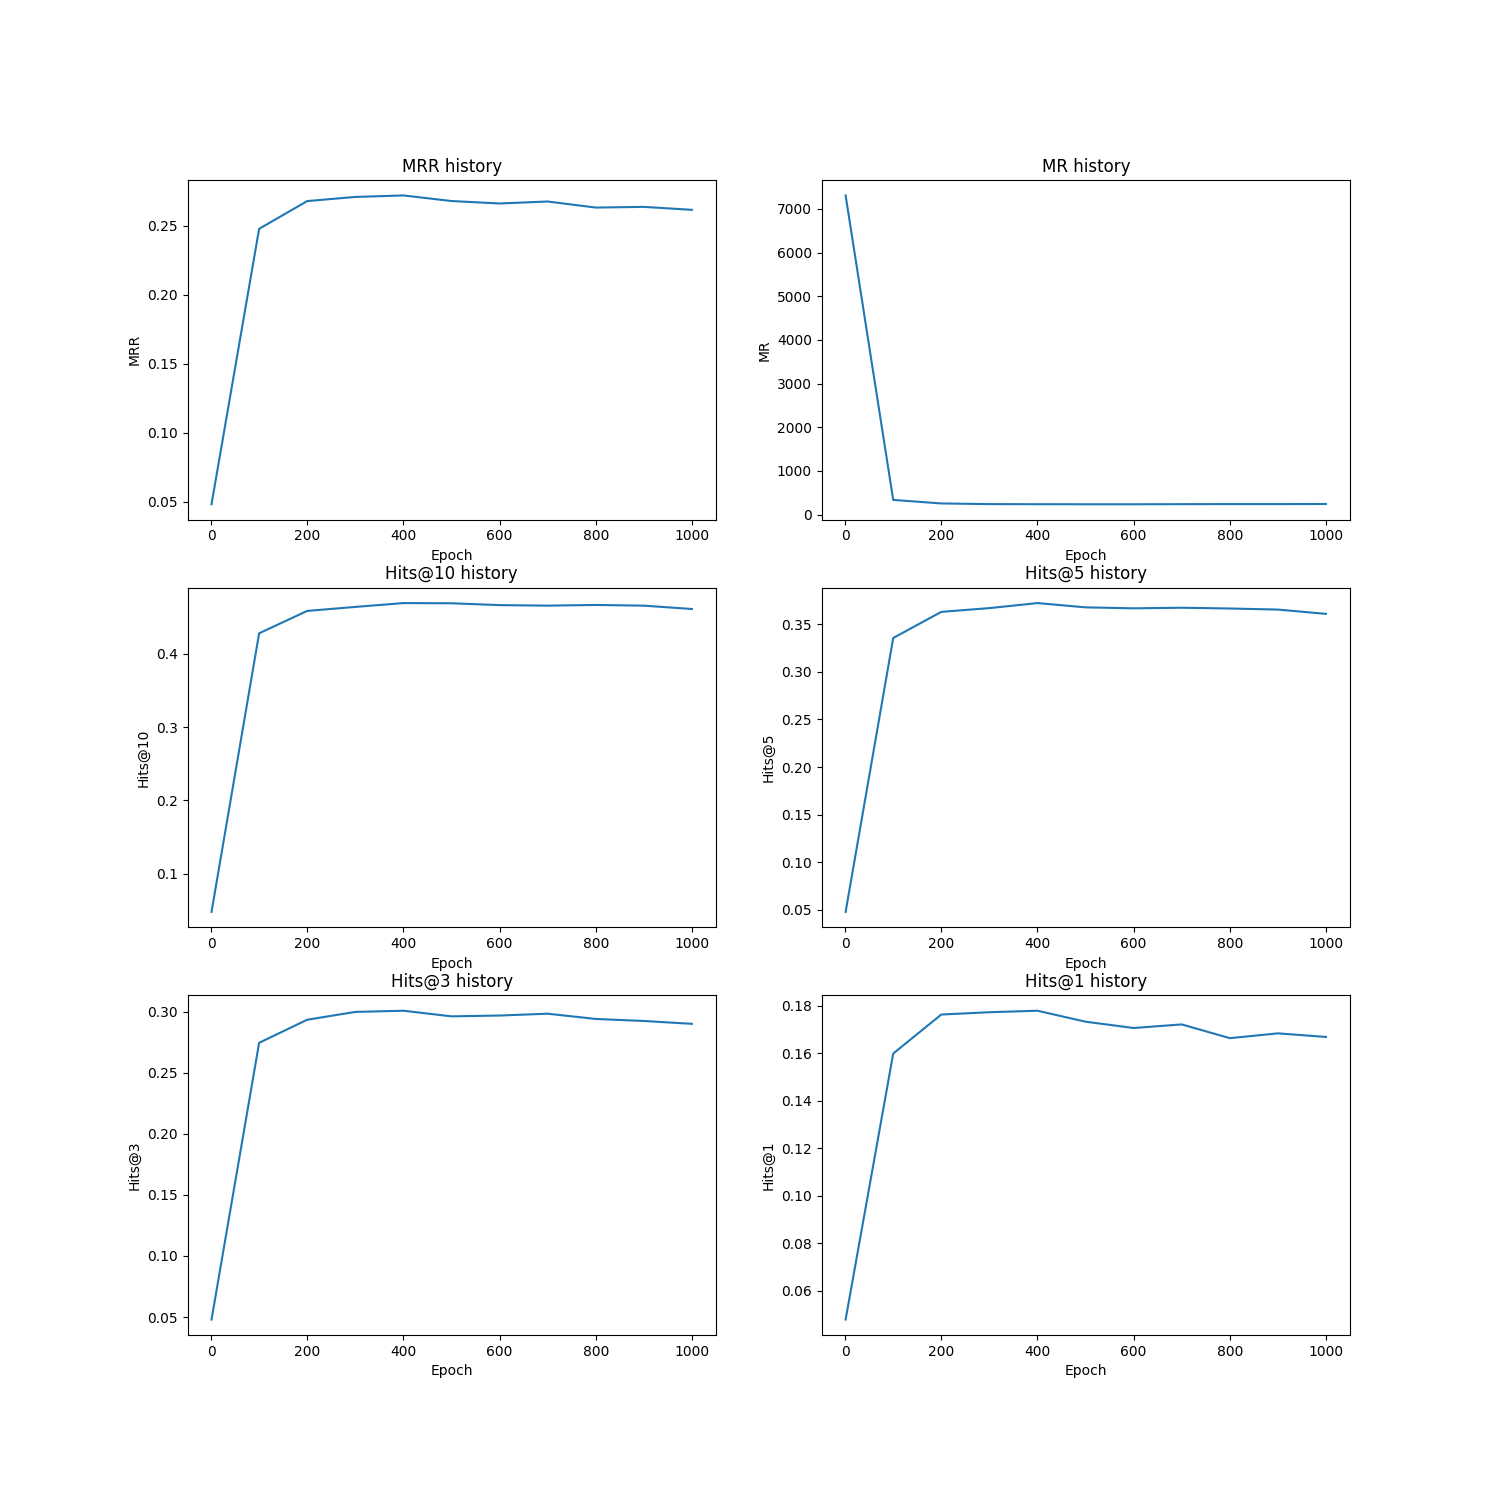 MRR history
MRR
0.25
0.20
0.15
0.10
0.05
0 200 400 600 800 1000
Epoch
MR history
MR
7000
6000
5000
4000
3000
2000
1000
0
0 200 400 600 800 1000
Epoch
Hits@10 history
Hits@10
0.4
0.3
0.2
0.1
0 200 400 600 800 1000
Epoch
Hits@5 history
Hits@5
0.35
0.30
0.25
0.20
0.15
0.10
0.05
0 200 400 600 800 1000
Epoch
Hits@3 history
Hits@3
0.30
0.25
0.20
0.15
0.10
0.05
0 200 400 600 800 1000
Epoch
Hits@1 history
Hits@1
0.18
0.16
0.14
0.12
0.10
0.08
0.06
0 200 400 600 800 1000
Epoch